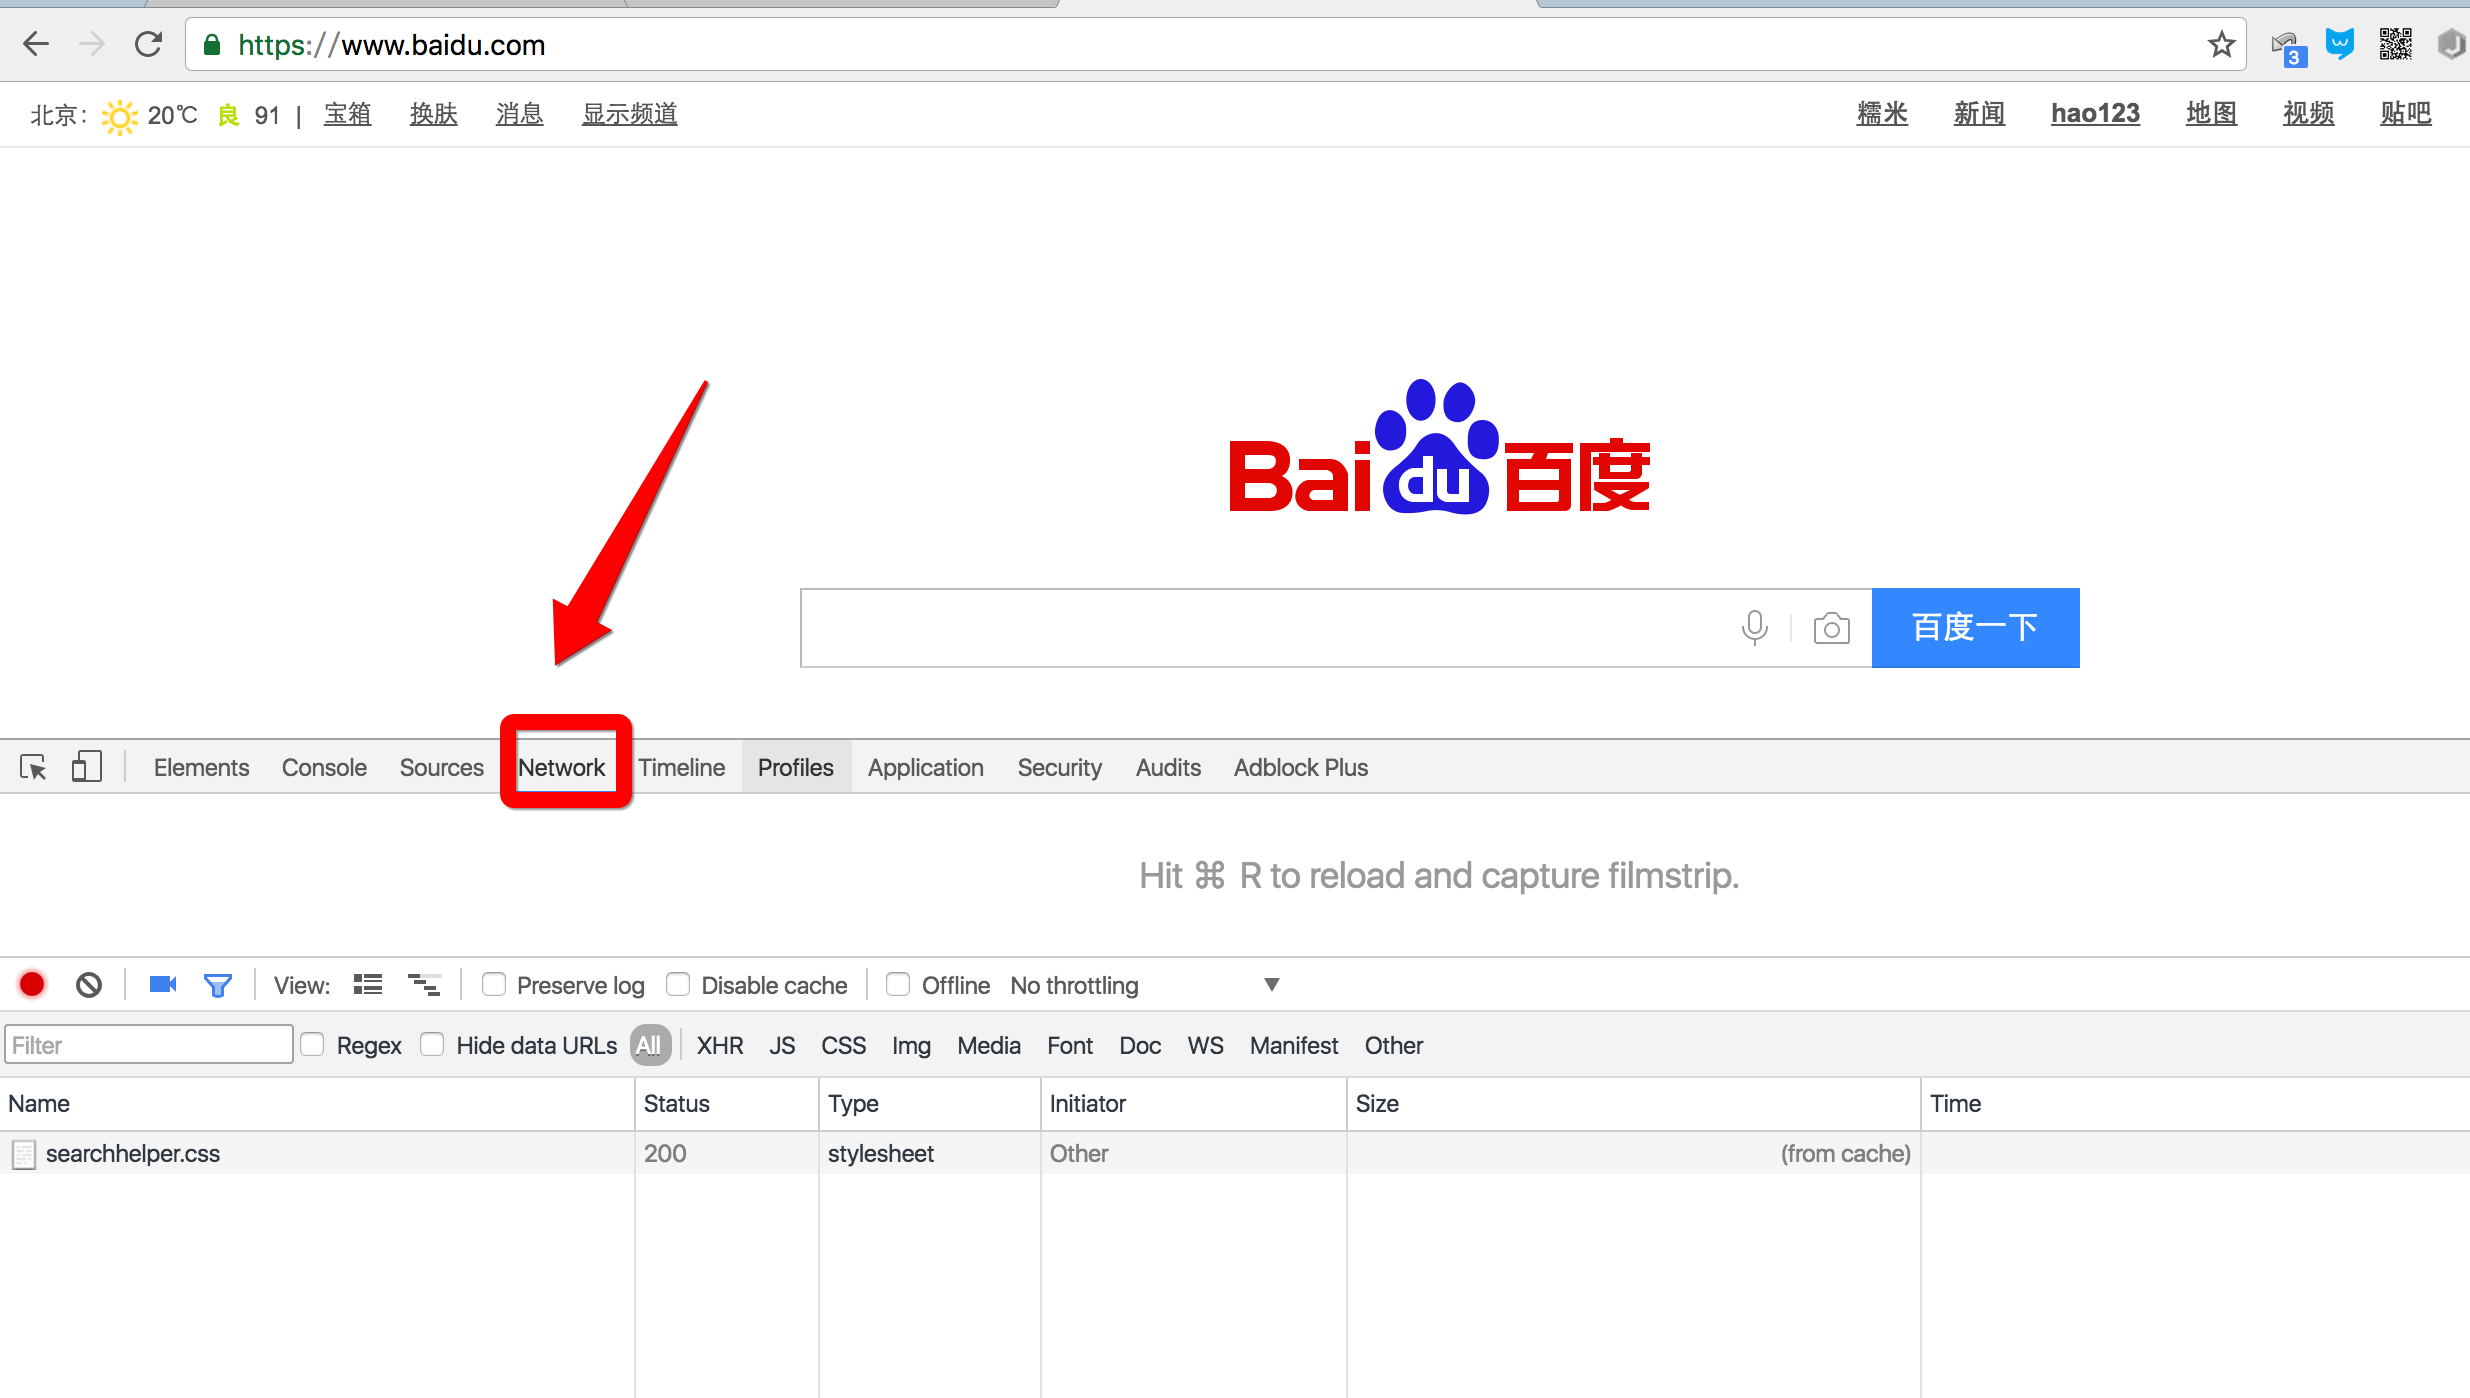 https://www.baidu.com
3
北京: 20℃ 良 91 | 宝箱 换肤 消息 显示频道 糯米 新闻 hao123 地图 视频 贴吧
Bai du 百度
百度一下
Elements Console Sources Network Timeline Profiles Application Security Audits Adblock Plus
Hit ⌘ R to reload and capture filmstrip.
View: Preserve log Disable cache Offline No throttling
Filter Regex Hide data URLs All XHR JS CSS Img Media Font Doc WS Manifest Other
Name Status Type Initiator Size Time
searchhelper.css 200 stylesheet Other (from cache)